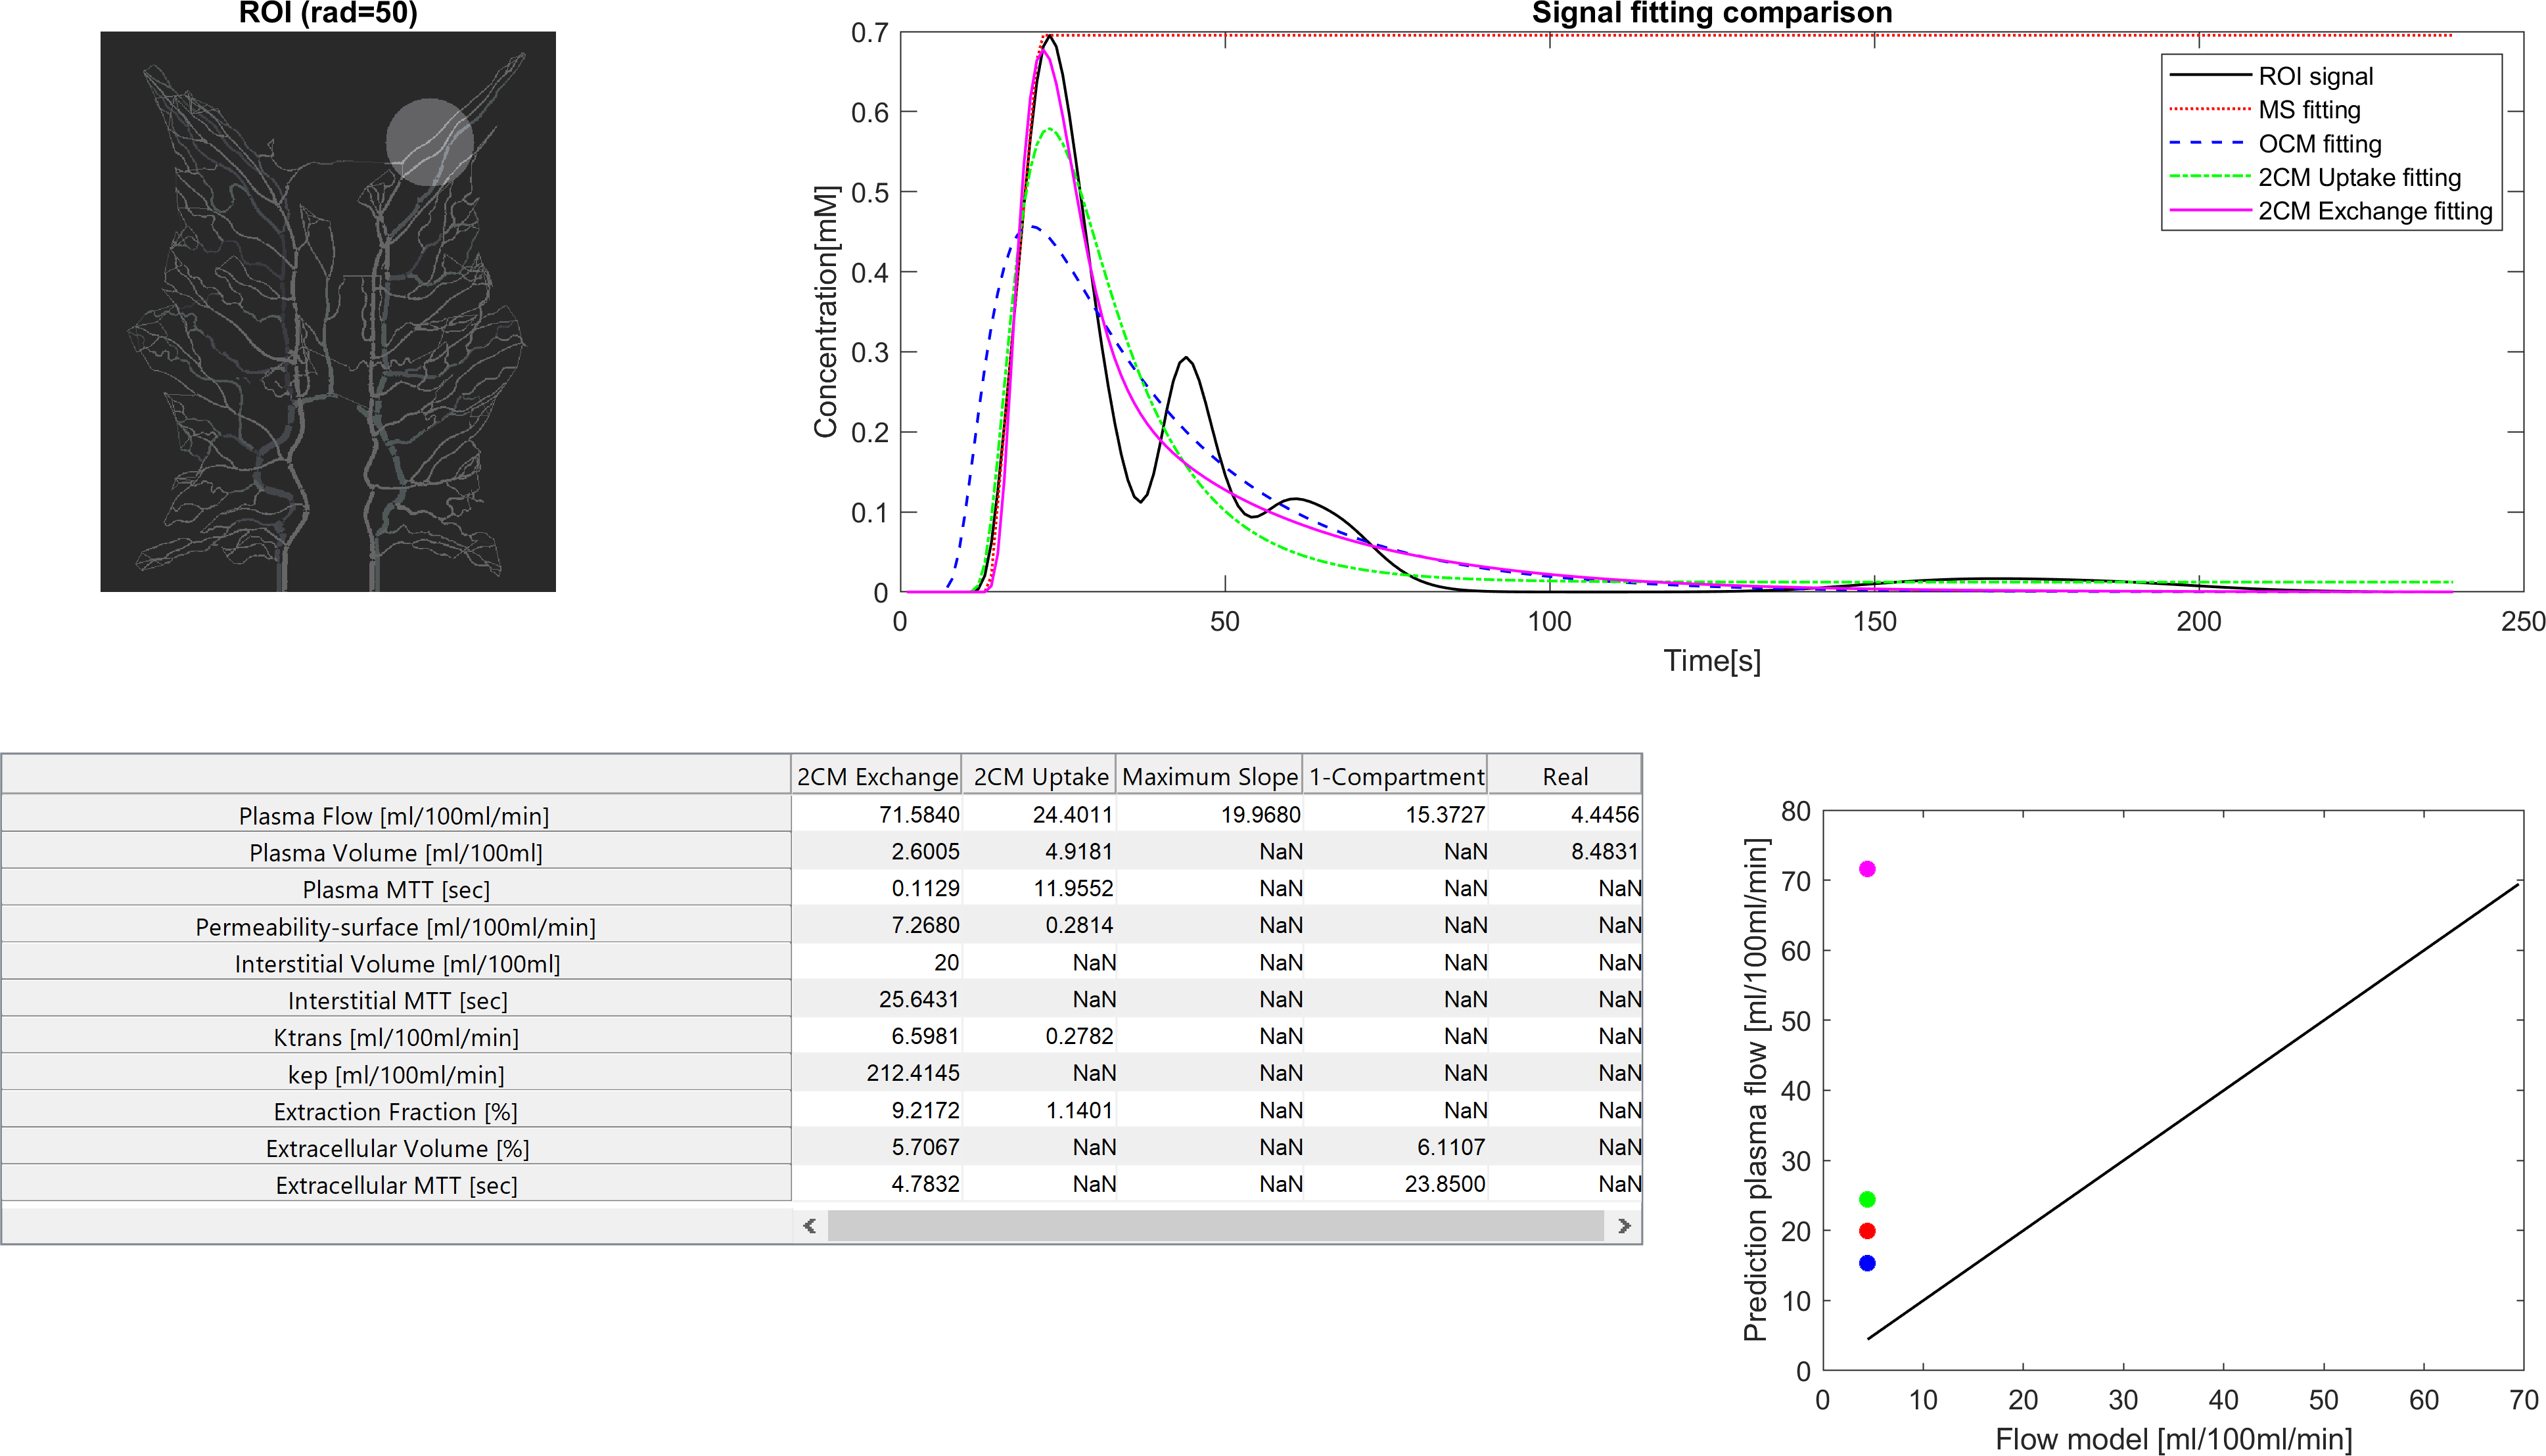 ROI (rad=50)
Signal fitting comparison
0.7
0.6
0.5
0.4
0.3
0.2
0.1
0
Concentration[mM]
0 50 100 150 200 250
Time[s]
ROI signal
MS fitting
OCM fitting
2CM Uptake fitting
2CM Exchange fitting
2CM Exchange 2CM Uptake Maximum Slope 1-Compartment Real
Plasma Flow [ml/100ml/min] 71.5840 24.4011 19.9680 15.3727 4.4456
Plasma Volume [ml/100ml] 2.6005 4.9181 NaN NaN 8.4831
Plasma MTT [sec] 0.1129 11.9552 NaN NaN NaN
Permeability-surface [ml/100ml/min] 7.2680 0.2814 NaN NaN NaN
Interstitial Volume [ml/100ml] 20 NaN NaN NaN NaN
Interstitial MTT [sec] 25.6431 NaN NaN NaN NaN
Ktrans [ml/100ml/min] 6.5981 0.2782 NaN NaN NaN
kep [ml/100ml/min] 212.4145 NaN NaN NaN NaN
Extraction Fraction [%] 9.2172 1.1401 NaN NaN NaN
Extracellular Volume [%] 5.7067 NaN NaN 6.1107 NaN
Extracellular MTT [sec] 4.7832 NaN NaN 23.8500 NaN
80
70
60
50
40
30
20
10
0
Prediction plasma flow [ml/100ml/min]
0 10 20 30 40 50 60 70
Flow model [ml/100ml/min]